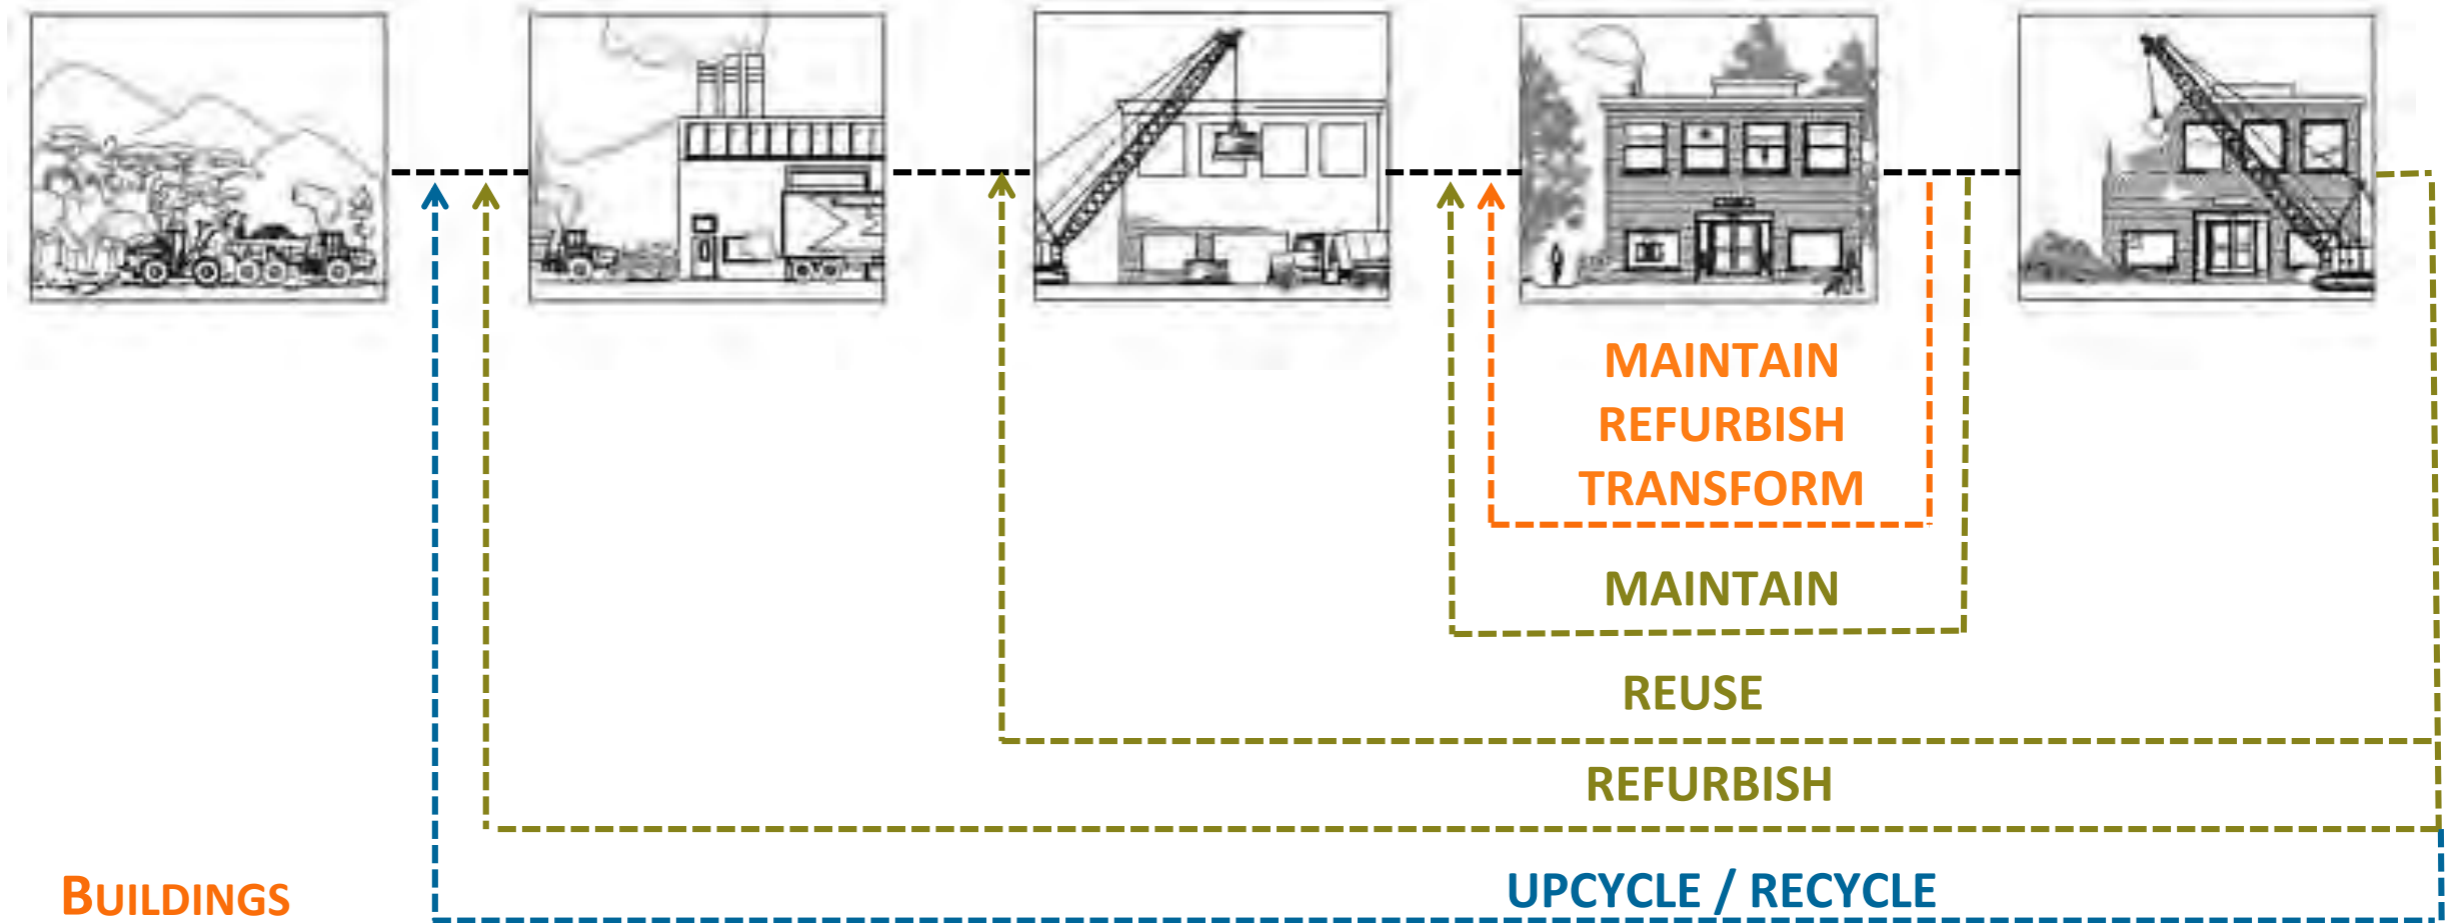 MAINTAIN
REFURBISH
TRANSFORM
MAINTAIN
REUSE
REFURBISH
UPCYCLE / RECYCLE
BUILDINGS